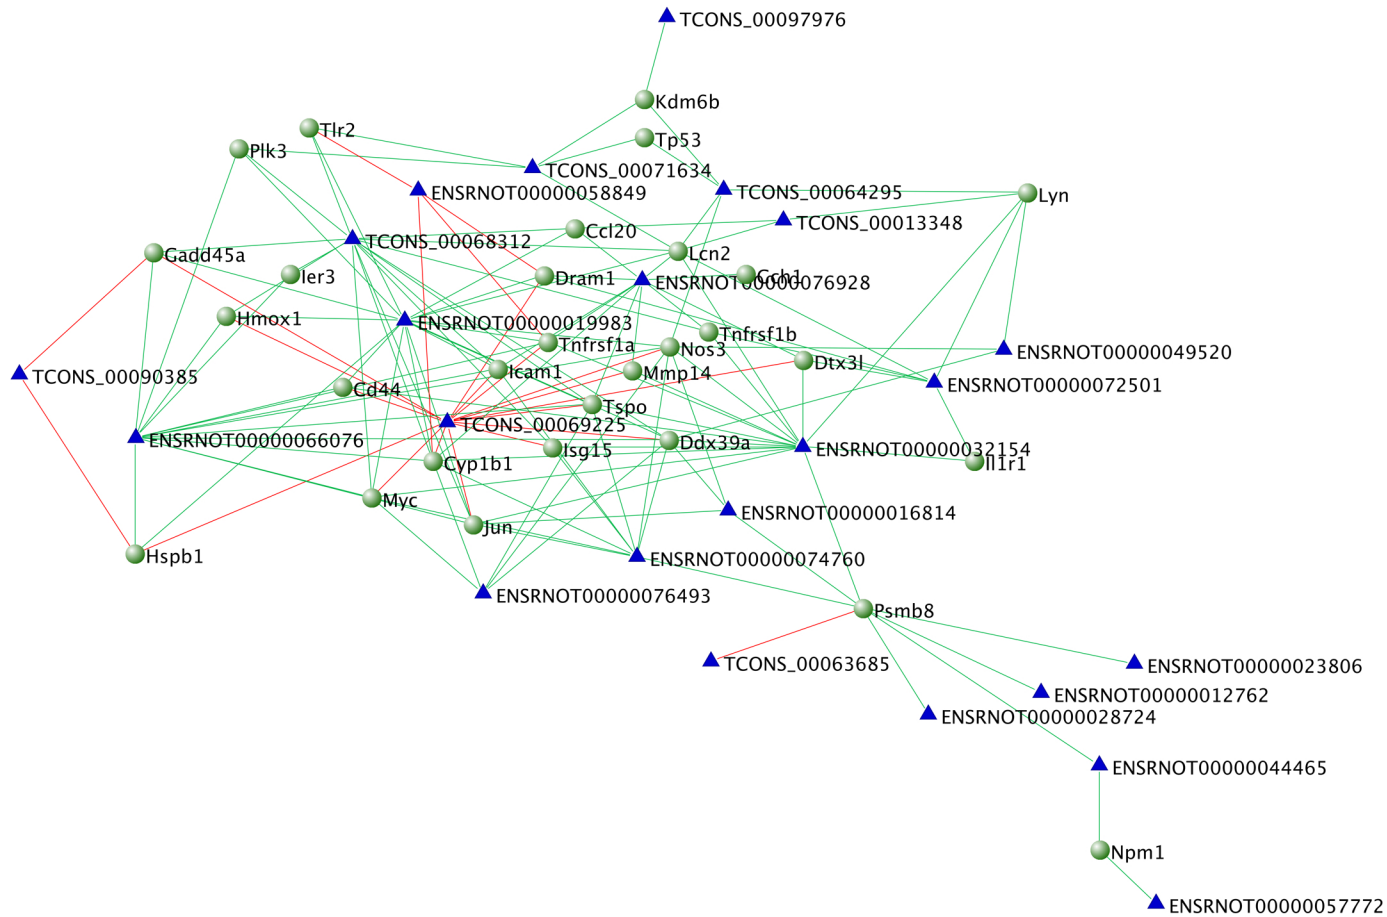 TCONS_00097976
Kdm6b
Tlr2
Tp53
Plk3
TCONS_00071634
ENSRNOT00000058849
TCONS_00064295
Lyn
TCONS_00013348
Ccl20
TCONS_00068312
Lcn2
Gadd45a
Ier3
Dram1
Gch1
ENSRNOT00000076928
Hmox1
ENSRNOT00000019983
Tnfrsf1b
Tnfrsf1a
Nos3
ENSRNOT00000049520
Dtx3l
Icam1
Mmp14
TCONS_00090385
ENSRNOT00000072501
Cd44
Tspo
TCONS_00069225
ENSRNOT00000066076
Ddx39a
Isg15
ENSRNOT00000032154
Cyp1b1
Il1r1
Myc
ENSRNOT00000016814
Jun
Hspb1
ENSRNOT00000074760
ENSRNOT00000076493
Psmb8
TCONS_00063685
ENSRNOT00000023806
ENSRNOT00000012762
ENSRNOT00000028724
ENSRNOT00000044465
Npm1
ENSRNOT00000057772